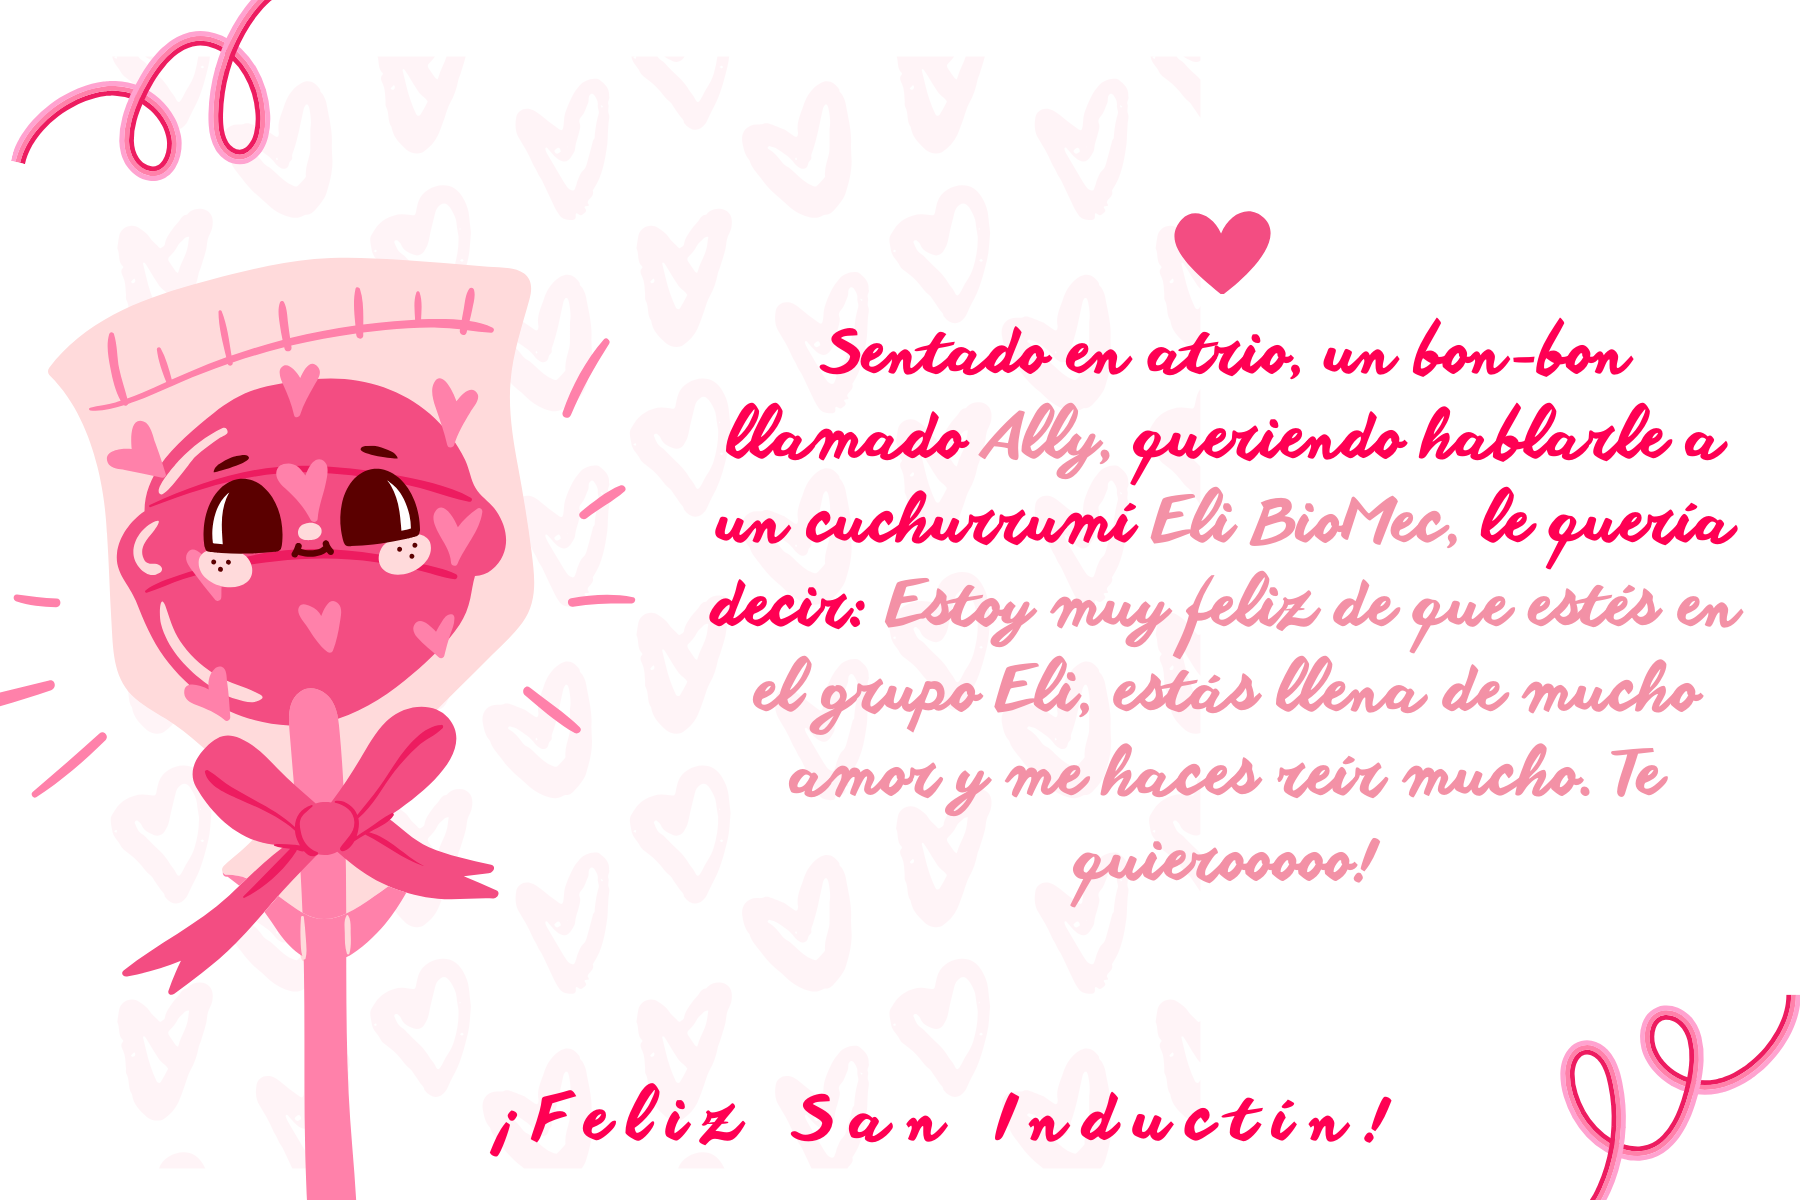 Sentado en atrio, un bon-bon
llamado Ally, queriendo hablarle a
un cuchurrumí Eli BioMec, le quería
decir: Estoy muy feliz de que estés en
el grupo Eli, estás llena de mucho
amor y me haces reír mucho. Te
quierooooo!
¡Feliz San Inductín!